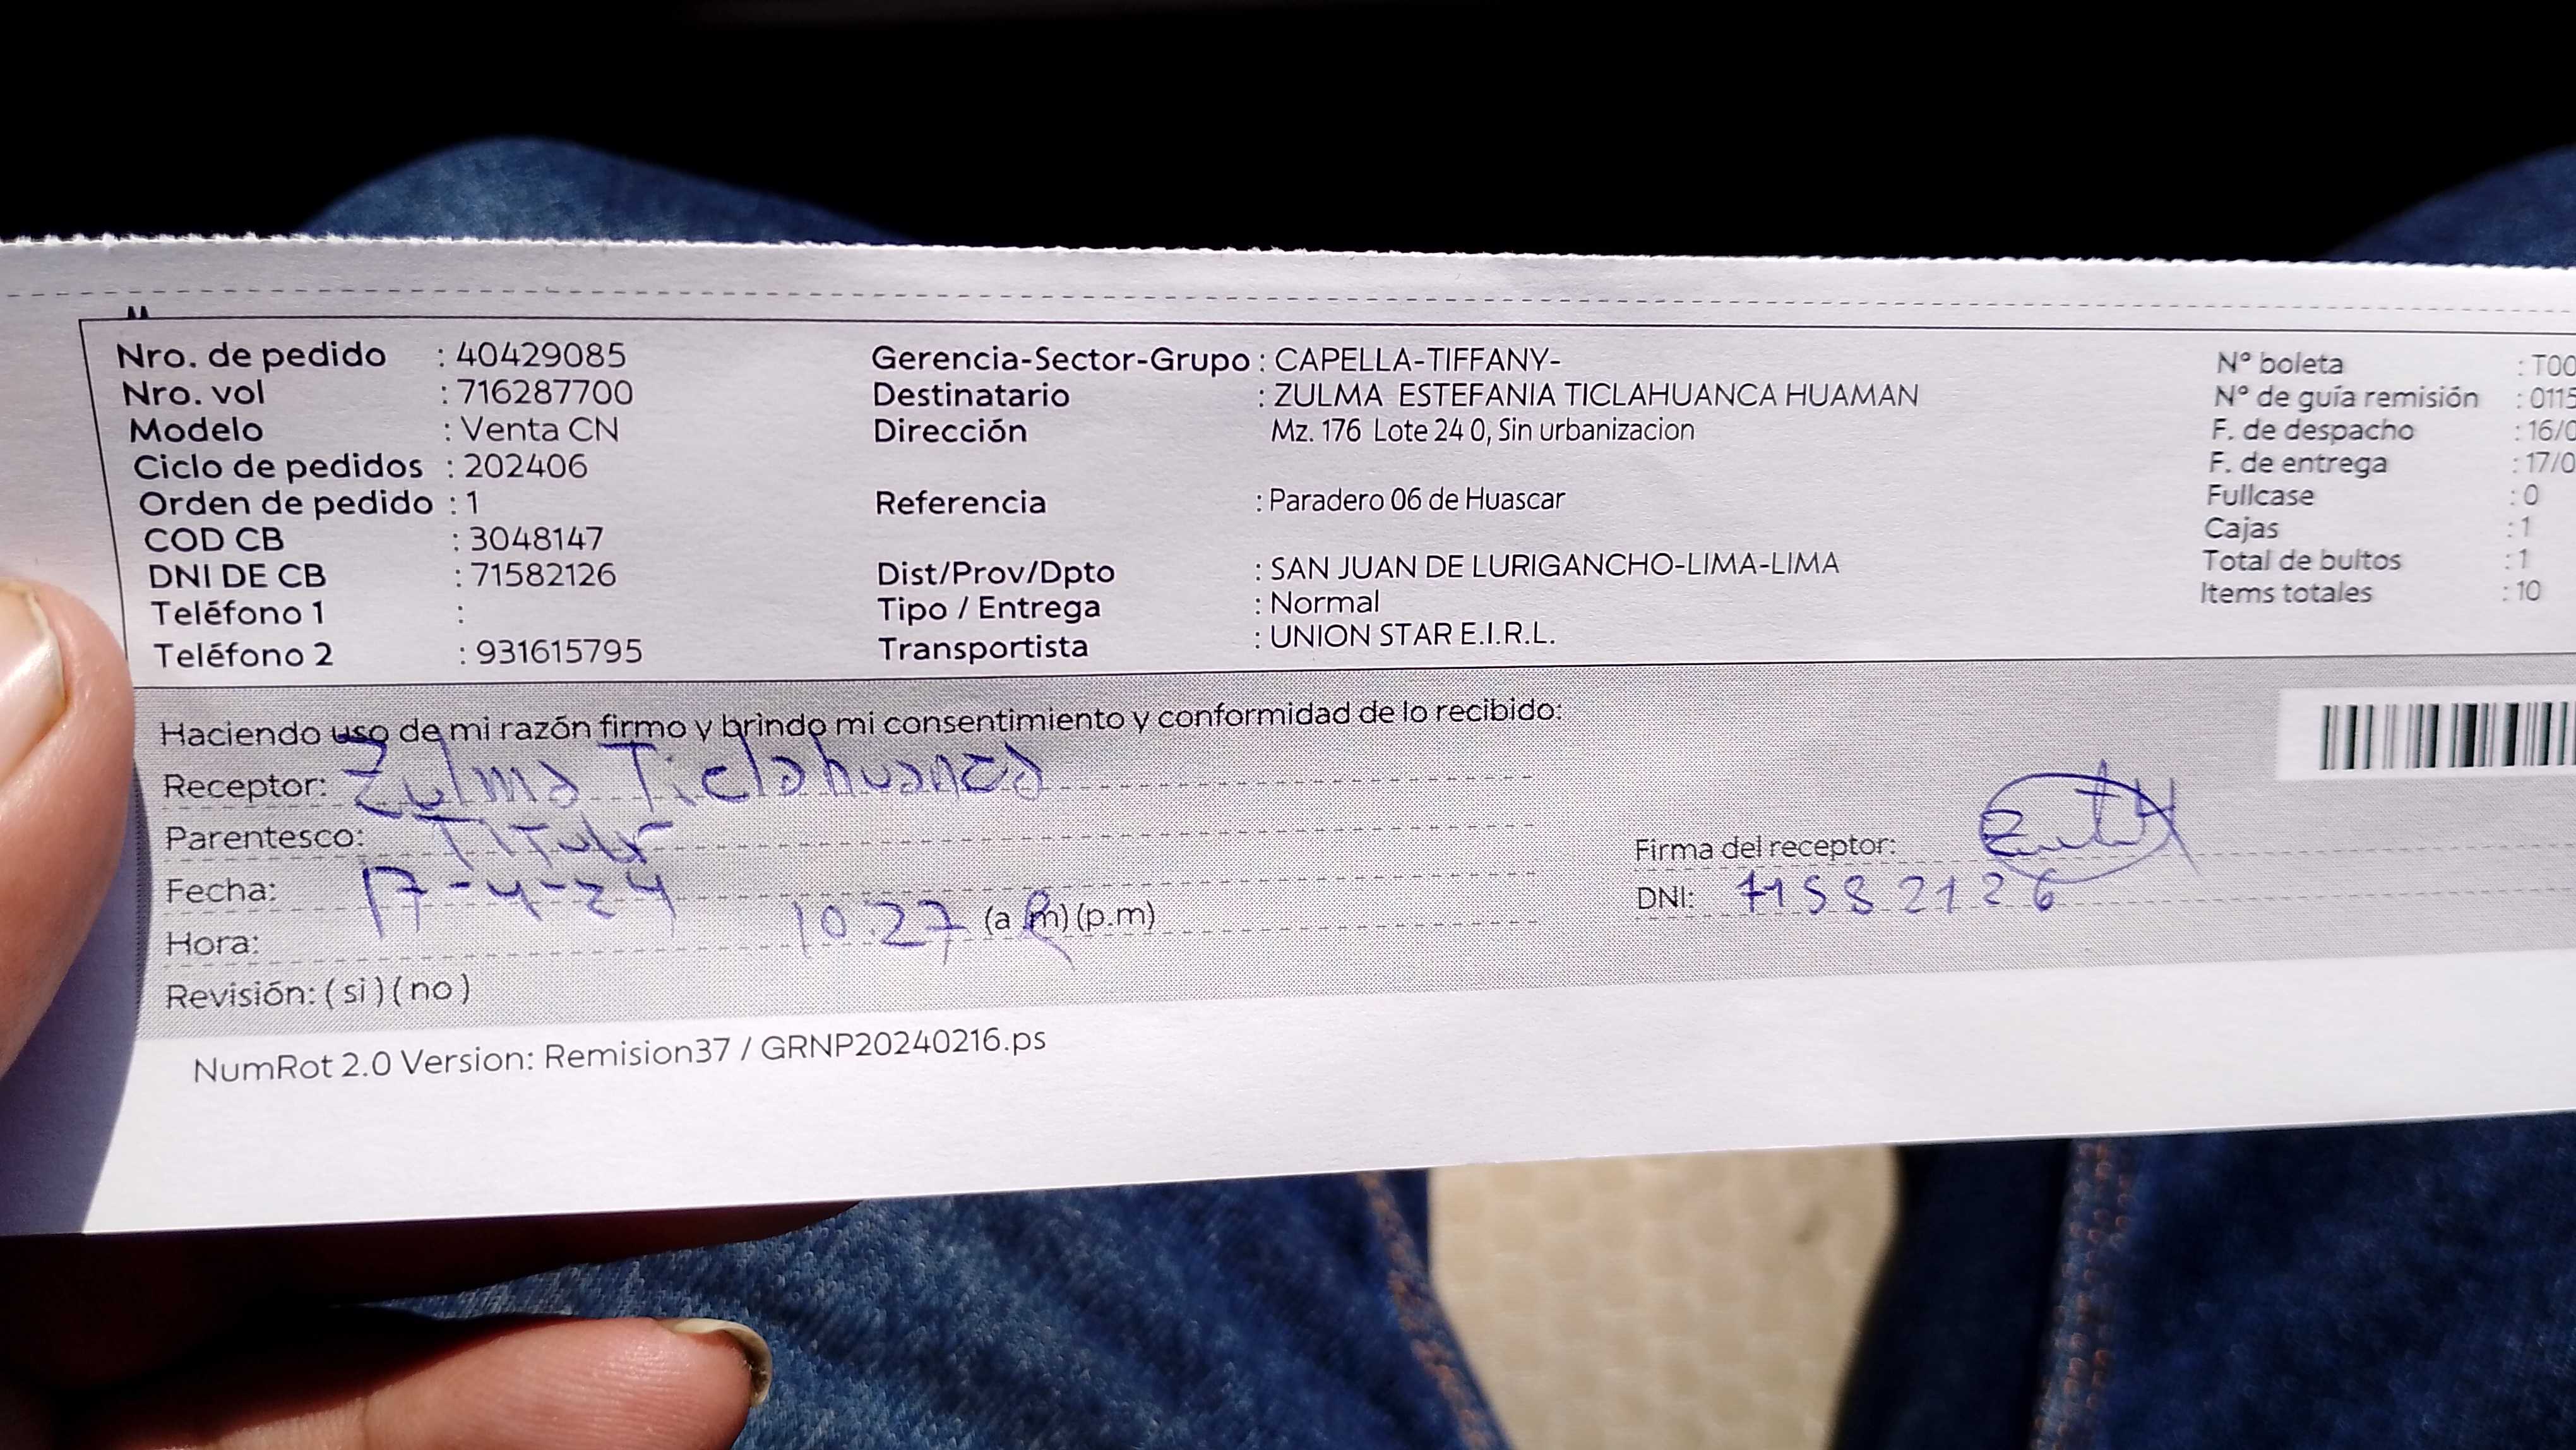 Nro. de pedido : 40429085
Nro. vol : 716287700
Modelo : Venta CN
Ciclo de pedidos : 202406
Orden de pedido : 1
COD CB : 3048147
DNI DE CB : 71582126
Teléfono 1 :
Teléfono 2 : 931615795
Gerencia-Sector-Grupo : CAPELLA-TIFFANY-
Destinatario : ZULMA ESTEFANIA TICLAHUANCA HUAMAN
Dirección Mz. 176 Lote 24 0, Sin urbanizacion
Referencia : Paradero 06 de Huascar
Dist/Prov/Dpto : SAN JUAN DE LURIGANCHO-LIMA-LIMA
Tipo / Entrega : Normal
Transportista : UNION STAR E.I.R.L.
N° boleta : T00
N° de guía remisión : 0115
F. de despacho : 16/0
F. de entrega : 17/0
Fullcase : 0
Cajas : 1
Total de bultos : 1
Items totales : 10
Haciendo uso de mi razón firmo y brindo mi consentimiento y conformidad de lo recibido:
Receptor: Zulma Ticlahuanca
Parentesco: Titular
Fecha: 17-4-24
Hora: 10:27 (a.m) (p.m)
Revisión: (si) (no)
Firma del receptor:
DNI: 71582126
NumRot 2.0 Version: Remision37 / GRNP20240216.ps